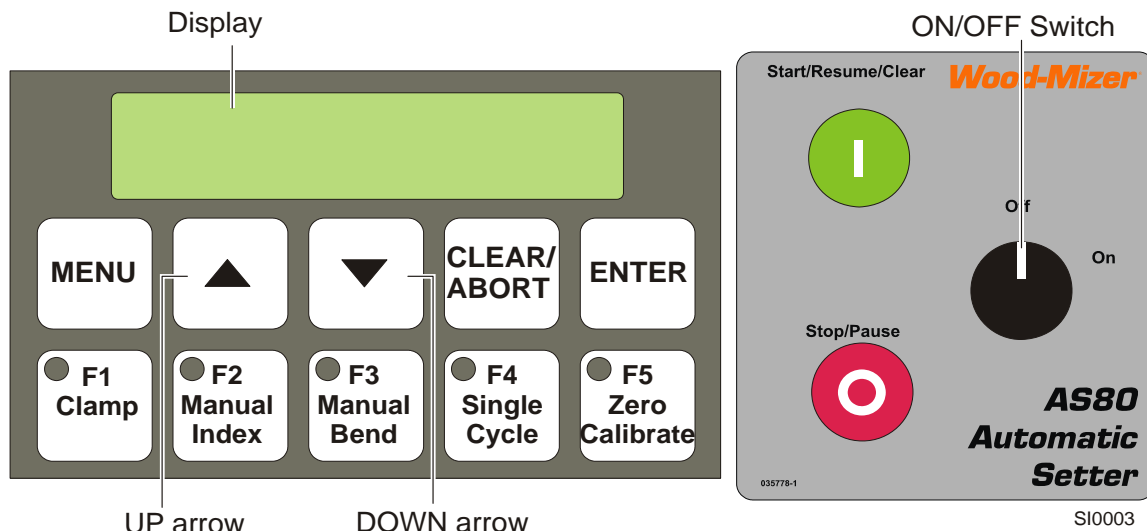 Display
ON/OFF Switch
MENU
CLEAR/
ABORT
ENTER
F1
Clamp
F2
Manual
Index
F3
Manual
Bend
F4
Single
Cycle
F5
Zero
Calibrate
UP arrow
DOWN arrow
Start/Resume/Clear
Wood-Mizer
Off
On
Stop/Pause
AS80
Automatic
Setter
035778-1
SI0003